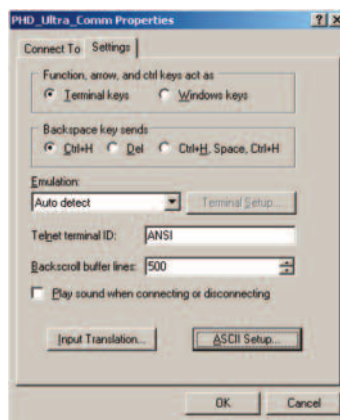 PHD_Ultra_Comm Properties ? X
Connect To Settings
Function, arrow, and ctrl keys act as
Terminal keys Windows keys
Backspace key sends
Ctrl+H Del Ctrl+H, Space, Ctrl+H
Emulation:
Auto detect Terminal Setup...
Telnet terminal ID: ANSI
Backscroll buffer lines: 500
Play sound when connecting or disconnecting
Input Translation... ASCII Setup...
OK Cancel